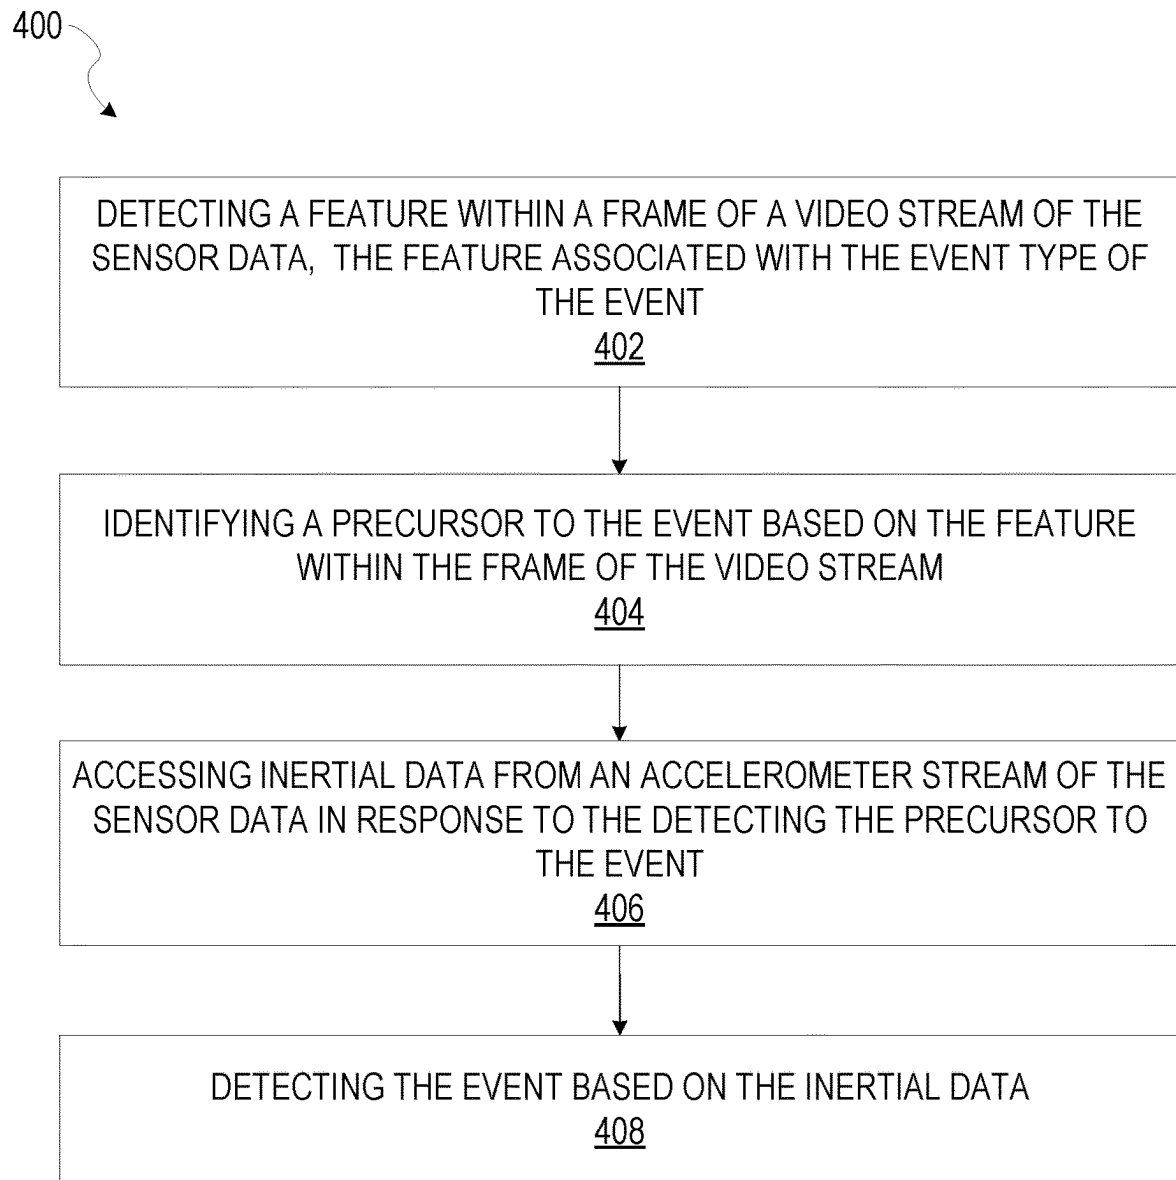 400
DETECTING A FEATURE WITHIN A FRAME OF A VIDEO STREAM OF THE
SENSOR DATA, THE FEATURE ASSOCIATED WITH THE EVENT TYPE OF
THE EVENT
402
IDENTIFYING A PRECURSOR TO THE EVENT BASED ON THE FEATURE
WITHIN THE FRAME OF THE VIDEO STREAM
404
ACCESSING INERTIAL DATA FROM AN ACCELEROMETER STREAM OF THE
SENSOR DATA IN RESPONSE TO THE DETECTING THE PRECURSOR TO
THE EVENT
406
DETECTING THE EVENT BASED ON THE INERTIAL DATA
408